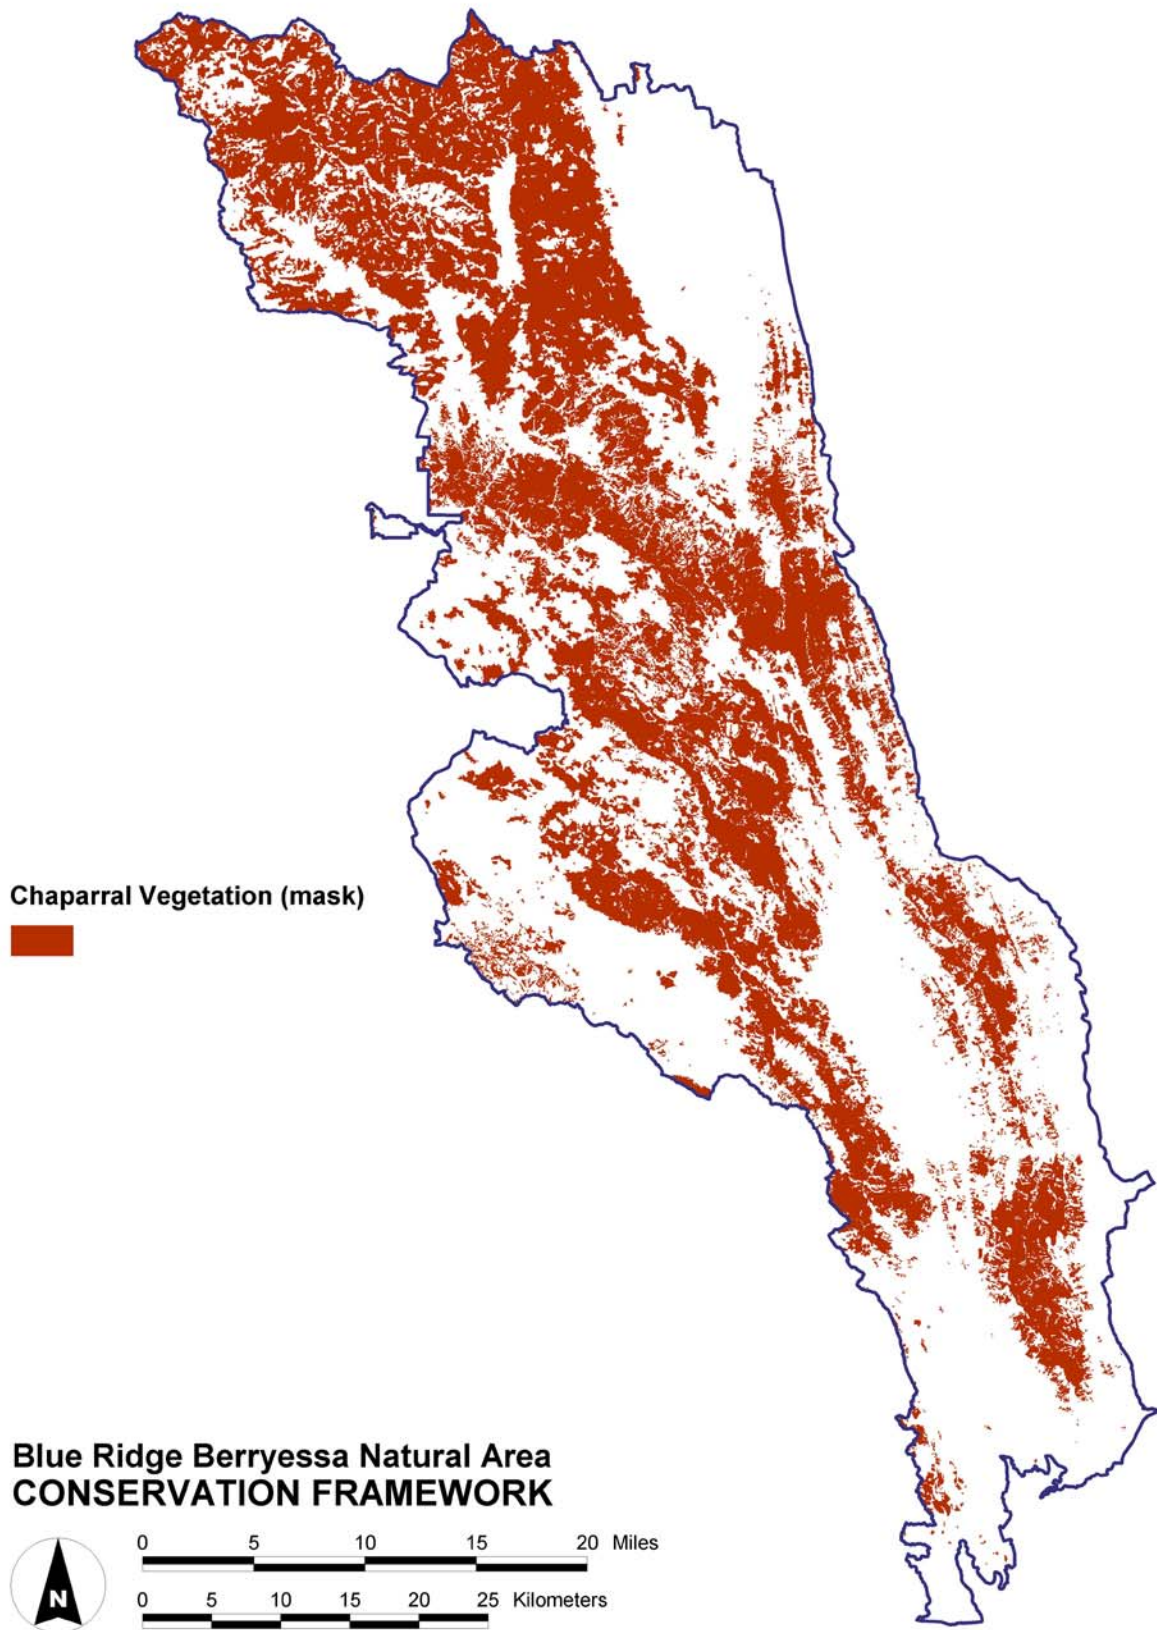 Chaparral Vegetation (mask)
Blue Ridge Berryessa Natural Area
CONSERVATION FRAMEWORK
N
0 5 10 15 20 Miles
0 5 10 15 20 25 Kilometers